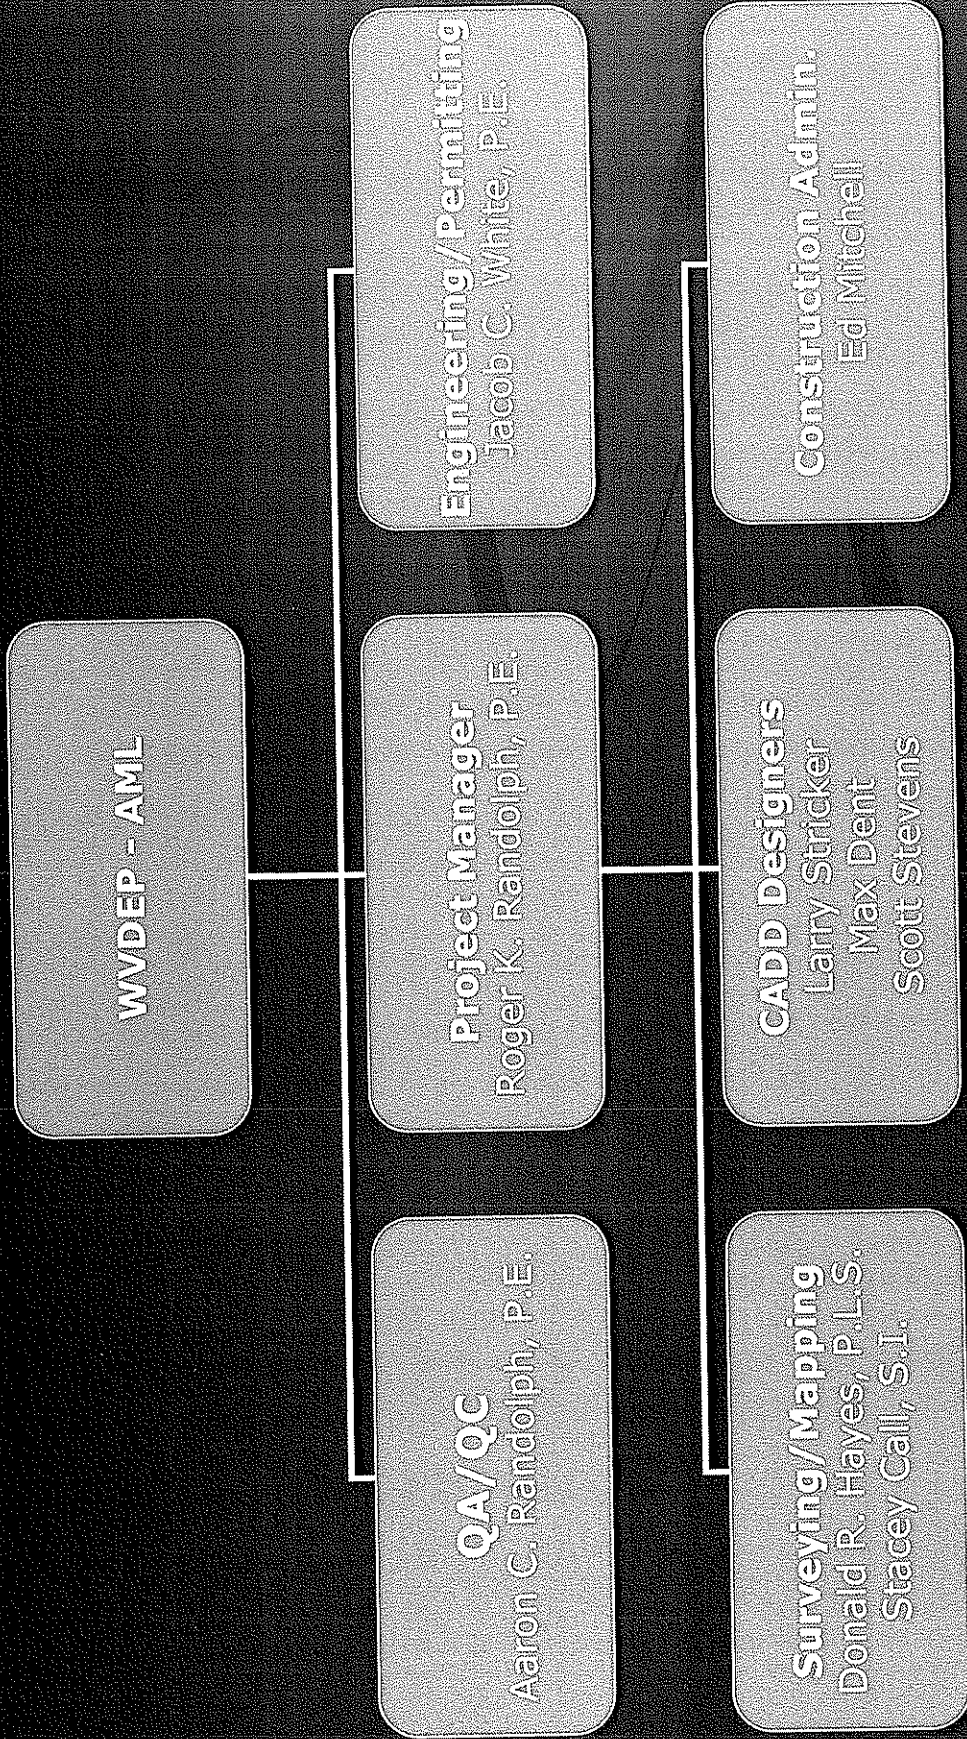 WVDEP - AML
QA/QC
Aaron C. Randolph, P.E.
Project Manager
Roger K. Randolph, P.E.
Engineering/Permitting
Jacob C. White, P.E.
Surveying/Mapping
Donald R. Hayes, P.L.S.
Stacey Call, S.I.
CADD Designers
Larry Stricker
Max Dent
Scott Stevens
Construction Admin.
Ed Mitchell